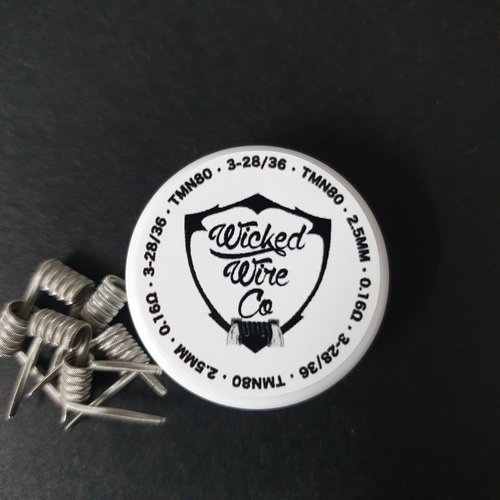 3-28/36 · TMN80 · 2.5MM · 0.16Ω · 3-28/36 · TMN80 · 2.5MM · 0.16Ω · 3-28/36 · TMN80 ·
Wicked
Wire
Co